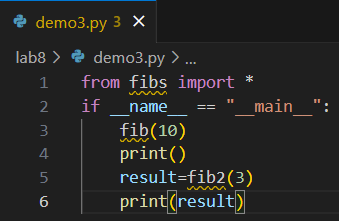 demo3.py 3
lab8 > demo3.py > ...
1 from fibs import *
2 if __name__ == "__main__":
3     fib(10)
4     print()
5     result=fib2(3)
6     print(result)